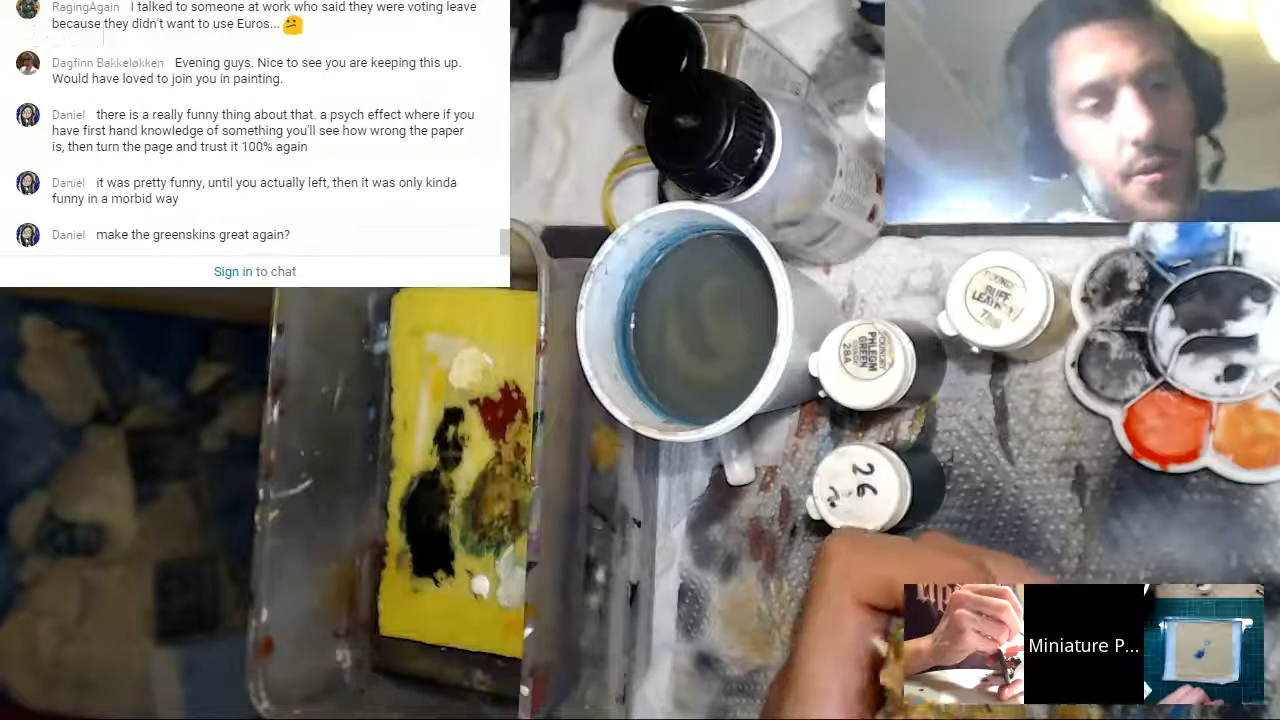 RagingAgain I talked to someone at work who said they were voting leave
because they didn't want to use Euros...
Dagfinn Bakkeløkken Evening guys. Nice to see you are keeping this up.
Would have loved to join you in painting.
Daniel there is a really funny thing about that. a psych effect where if you
have first hand knowledge of something you'll see how wrong the paper
is, then turn the page and trust it 100% again
Daniel it was pretty funny, until you actually left, then it was only kinda
funny in a morbid way
Daniel make the greenskins great again?
Sign in to chat
PHLEGM
GREEN
28A
BUFF
LEATHER
26
Miniature P...